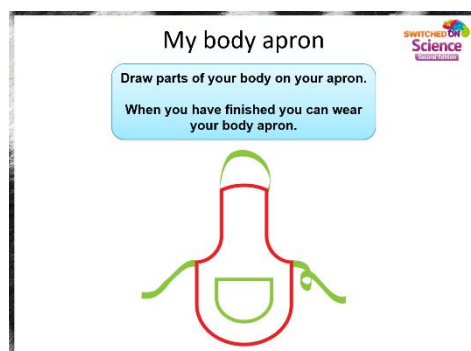 My body apron
SWITCHED ON
Science
Second Edition
Draw parts of your body on your apron.
When you have finished you can wear
your body apron.